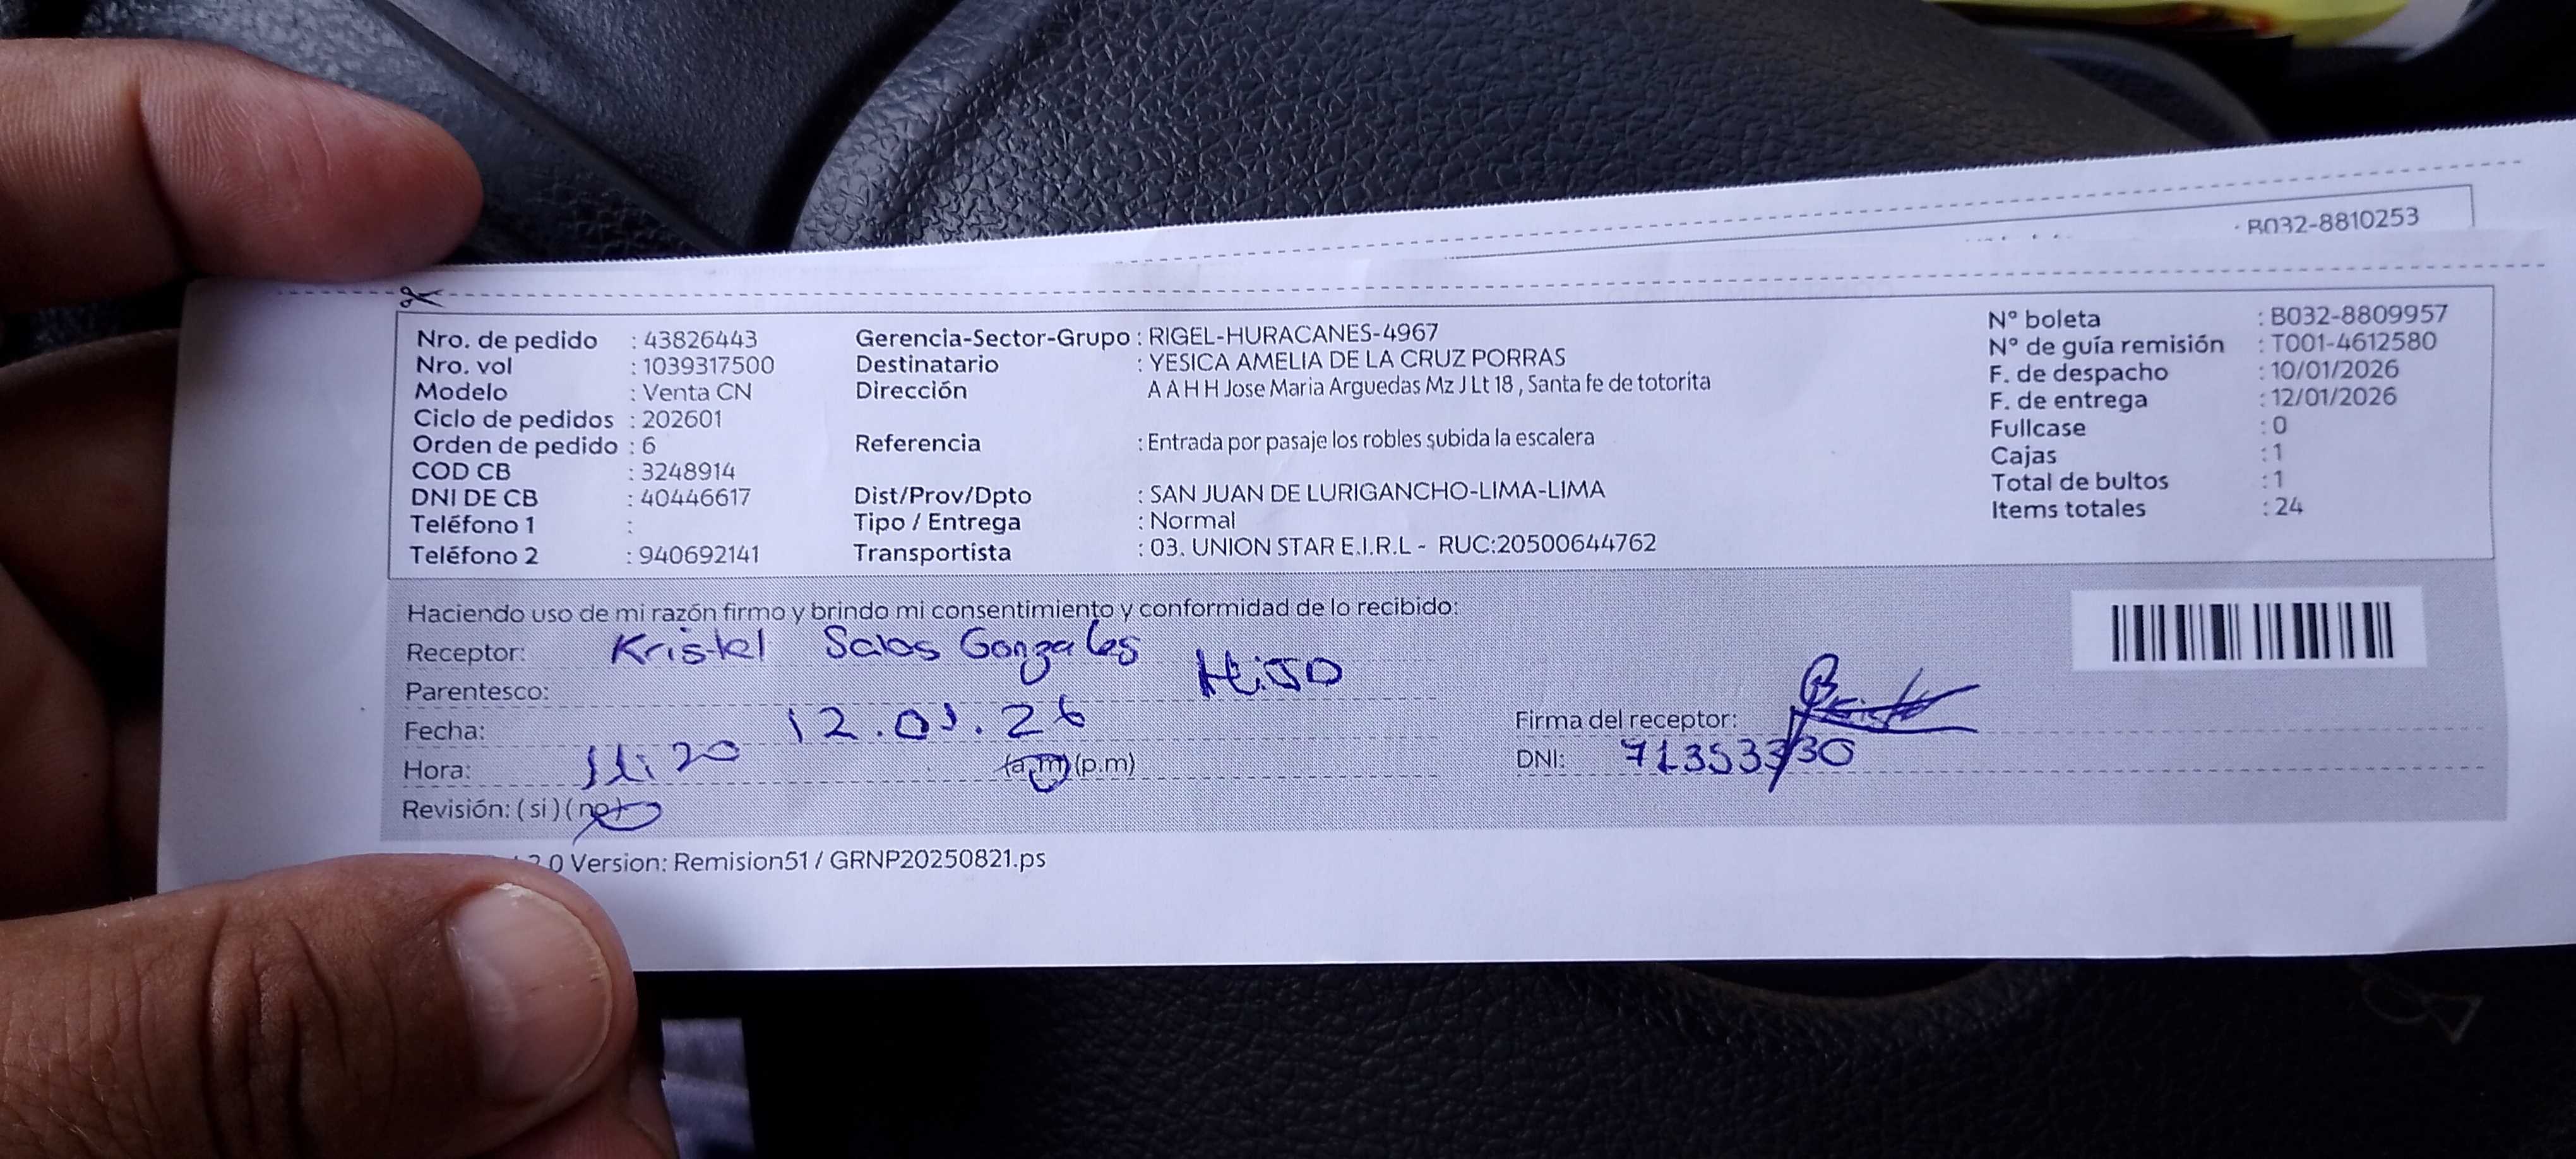 B032-8810253
Nro. de pedido : 43826443
Nro. vol : 1039317500
Modelo : Venta CN
Ciclo de pedidos : 202601
Orden de pedido : 6
COD CB : 3248914
DNI DE CB : 40446617
Teléfono 1 :
Teléfono 2 : 940692141
Gerencia-Sector-Grupo : RIGEL-HURACANES-4967
Destinatario : YESICA AMELIA DE LA CRUZ PORRAS
Dirección A A H H Jose Maria Arguedas Mz J Lt 18 , Santa fe de totorita
Referencia : Entrada por pasaje los robles subida la escalera
Dist/Prov/Dpto : SAN JUAN DE LURIGANCHO-LIMA-LIMA
Tipo / Entrega : Normal
Transportista : 03. UNION STAR E.I.R.L - RUC:20500644762
N° boleta : B032-8809957
N° de guía remisión : T001-4612580
F. de despacho : 10/01/2026
F. de entrega : 12/01/2026
Fullcase : 0
Cajas : 1
Total de bultos : 1
Items totales : 24
Haciendo uso de mi razón firmo y brindo mi consentimiento y conformidad de lo recibido:
Receptor: Kristel Salas Gonzales
Parentesco: HiJO
Fecha: 12.01.26
Hora: 11:20 (a.m) (p.m)
Revisión: ( si ) ( no )
Firma del receptor:
DNI:
2.0 Version: Remision51 / GRNP20250821.ps